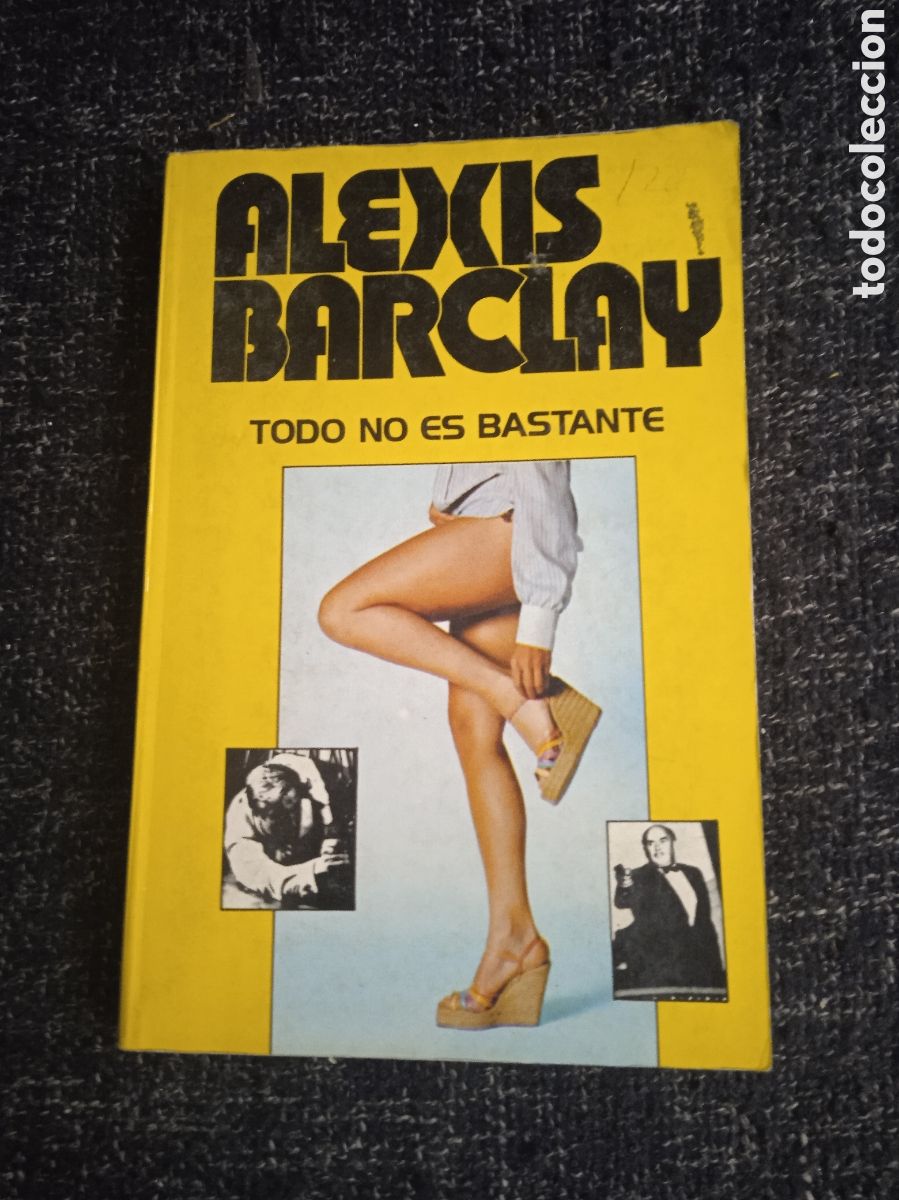 ALEXIS
BARCLAY
TODO NO ES BASTANTE
todocoleccion